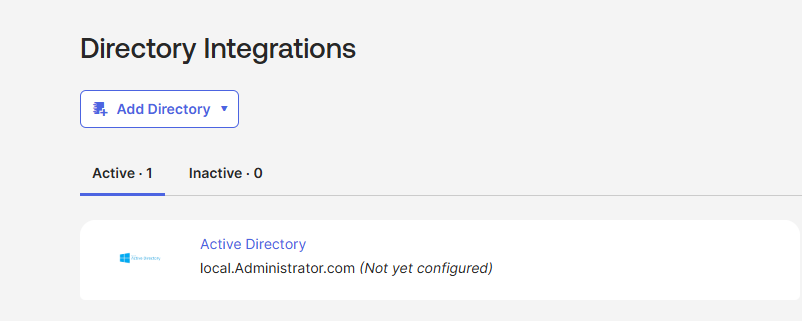 Directory Integrations
Add Directory
Active · 1 Inactive · 0
Active Directory
local.Administrator.com (Not yet configured)